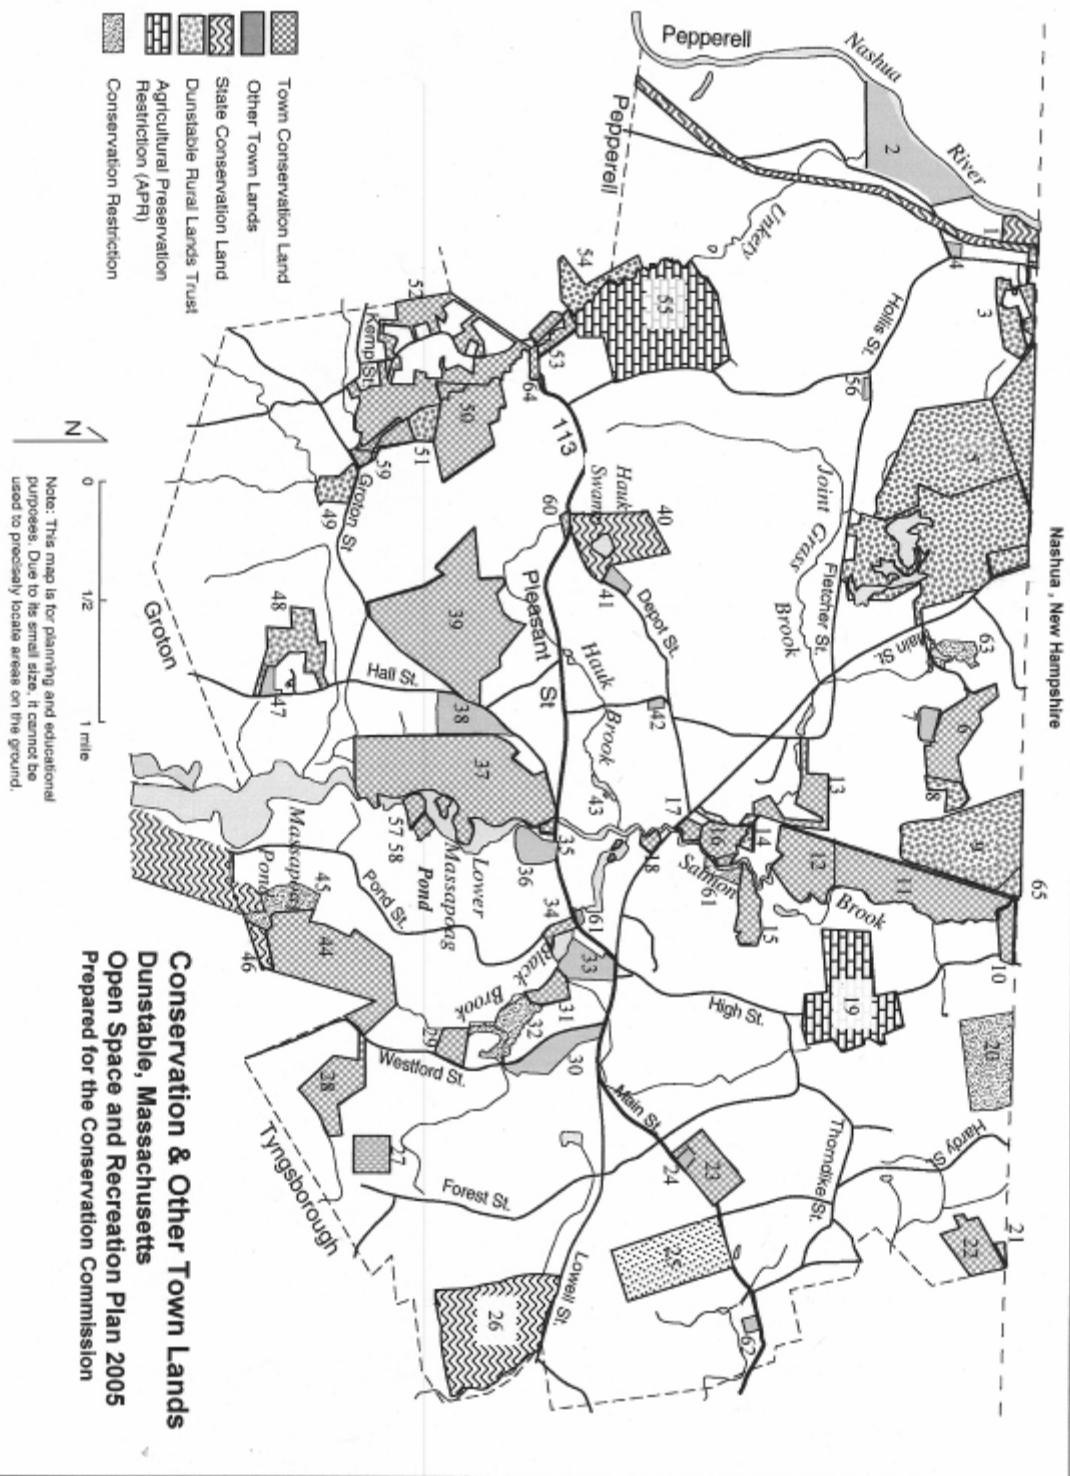 Nashua, New Hampshire
Pepperell
Nashua
River
Pepperell
Unkety
Hollis St.
1
2
3
4
5
6
7
8
9
10
11
12
13
14
15
16
17
18
19
20
21
22
23
24
25
26
27
28
29
30
31
32
33
34
35
36
37
38
39
40
41
42
43
44
45
46
47
48
49
50
51
52
53
54
55
56
57
58
59
60
61
61
62
63
64
65
Joint Grass
Brook
Fletcher St.
Main St.
113
Hauk
Swamp
Depot St.
Pleasant
St
Hauk
Brook
Kemp St.
Groton St
Hall St.
Groton
Salmon
Brook
Lower
Massapoag
Pond
Massapoag
Pond
Pond St.
Black
Brook
High St.
Westford St.
Main St.
Thorndike St.
Hardy St.
Forest St.
Lowell St.
Tyngsborough
Town Conservation Land
Other Town Lands
State Conservation Land
Dunstable Rural Lands Trust
Agricultural Preservation
Restriction (APR)
Conservation Restriction
N
0
1/2
1 mile
Note: This map is for planning and educational
purposes. Due to its small size, it cannot be
used to precisely locate areas on the ground.
Conservation & Other Town Lands
Dunstable, Massachusetts
Open Space and Recreation Plan 2005
Prepared for the Conservation Commission